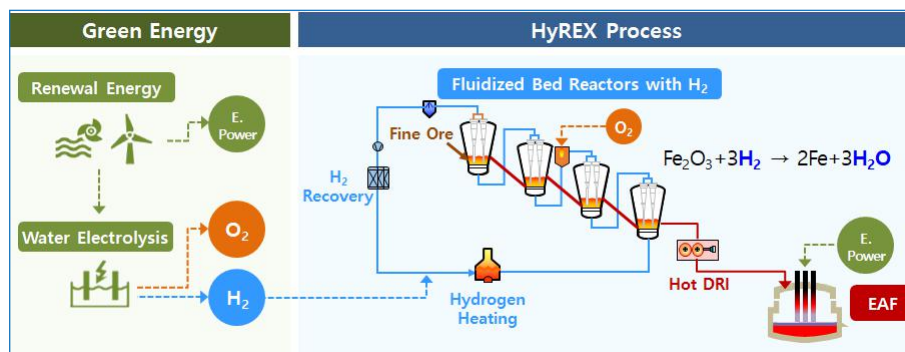 Green Energy
HyREX Process
Renewal Energy
E.
Power
Water Electrolysis
O₂
H₂
Fluidized Bed Reactors with H₂
Fine Ore
O₂
Fe₂O₃+3H₂ → 2Fe+3H₂O
H₂
Recovery
Hydrogen
Heating
Hot DRI
E.
Power
EAF